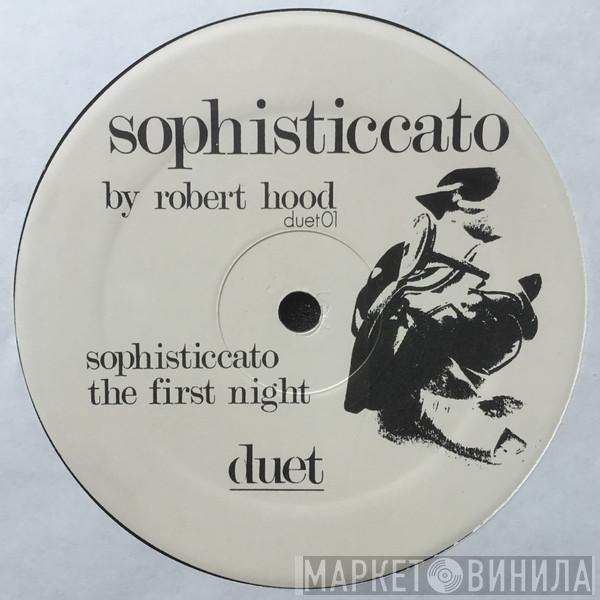 sophisticcato
by robert hood
duet01
sophisticcato
the first night
duet
МАРКЕТ ВИНИЛА